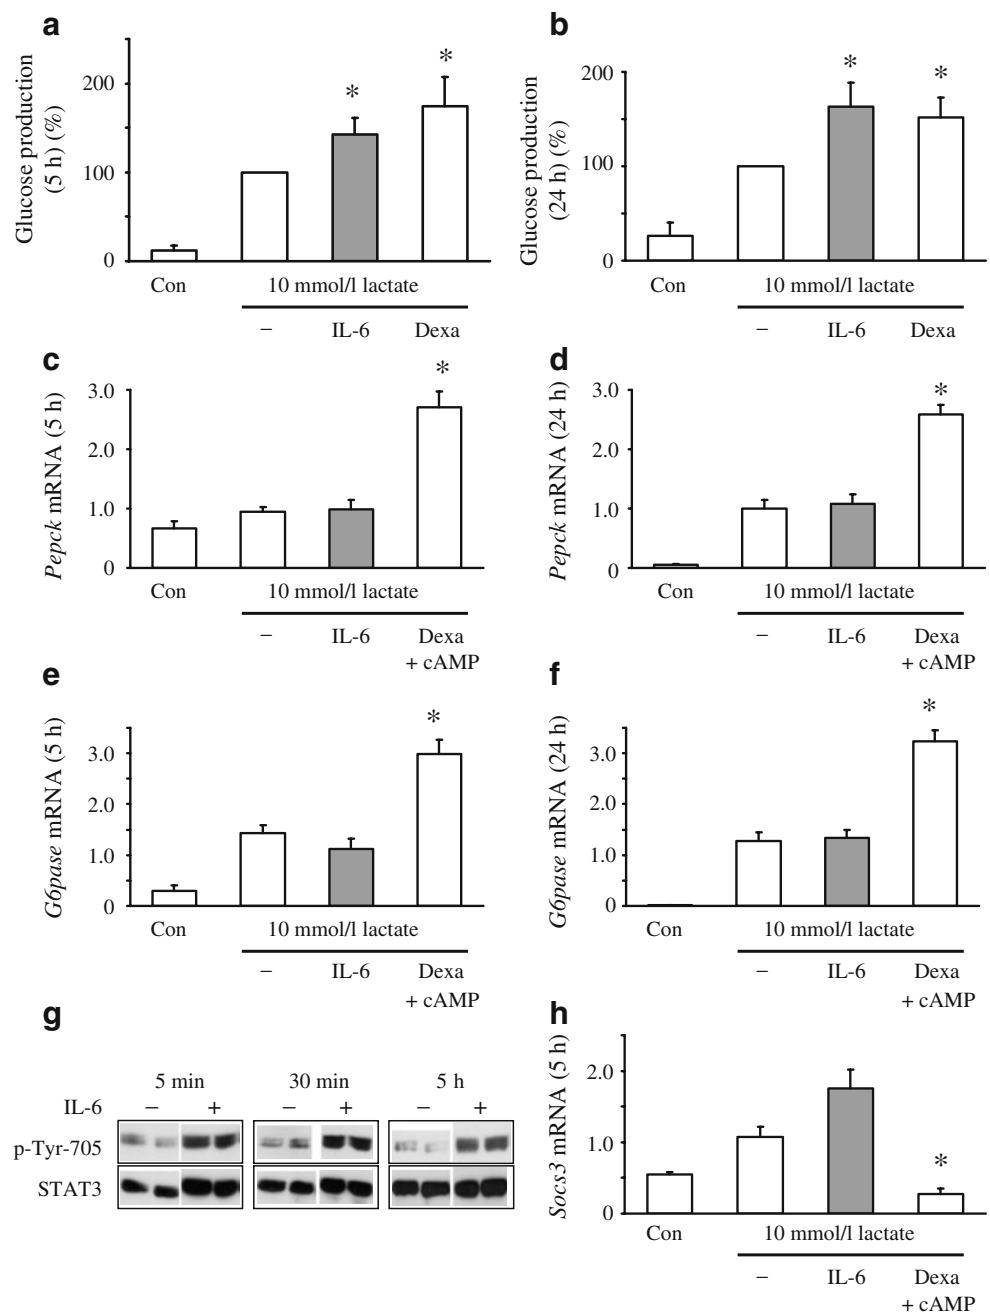 a
Glucose production
(5 h) (%)
200
100
0
*
*
Con
10 mmol/l lactate
–
IL-6
Dexa
b
Glucose production
(24 h) (%)
200
100
0
*
*
Con
10 mmol/l lactate
–
IL-6
Dexa
c
Pepck mRNA (5 h)
3.0
2.0
1.0
0
*
Con
10 mmol/l lactate
–
IL-6
Dexa
+ cAMP
d
Pepck mRNA (24 h)
3.0
2.0
1.0
0
*
Con
10 mmol/l lactate
–
IL-6
Dexa
+ cAMP
e
G6pase mRNA (5 h)
3.0
2.0
1.0
0
*
Con
10 mmol/l lactate
–
IL-6
Dexa
+ cAMP
f
G6pase mRNA (24 h)
3.0
2.0
1.0
0
*
Con
10 mmol/l lactate
–
IL-6
Dexa
+ cAMP
g
5 min 30 min 5 h
IL-6 – + – + – +
p-Tyr-705
STAT3
h
Socs3 mRNA (5 h)
2.0
1.0
0
*
Con
10 mmol/l lactate
–
IL-6
Dexa
+ cAMP